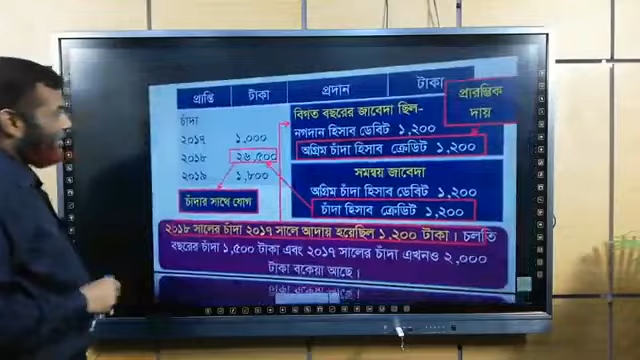 প্রাপ্তি টাকা প্রদান টাকা
চাঁদা
২০১৭ ১,০০০
২০১৮ ২৬,৫০০
২০১৯ ১,৮০০
চাঁদার সাথে যোগ
বিগত বছরের জাবেদা ছিল-
নগদান হিসাব ডেবিট ১,২০০
অগ্রিম চাঁদা হিসাব ক্রেডিট ১,২০০
প্রারম্ভিক
দায়
সমন্বয় জাবেদা
অগ্রিম চাঁদা হিসাব ডেবিট ১,২০০
চাঁদা হিসাব ক্রেডিট ১,২০০
২০১৮ সালের চাঁদা ২০১৭ সালে আদায় হয়েছিল ১,২০০ টাকা। চলতি
বছরের চাঁদা ১,৫০০ টাকা এবং ২০১৭ সালের চাঁদা এখনও ২,০০০
টাকা বকেয়া আছে।